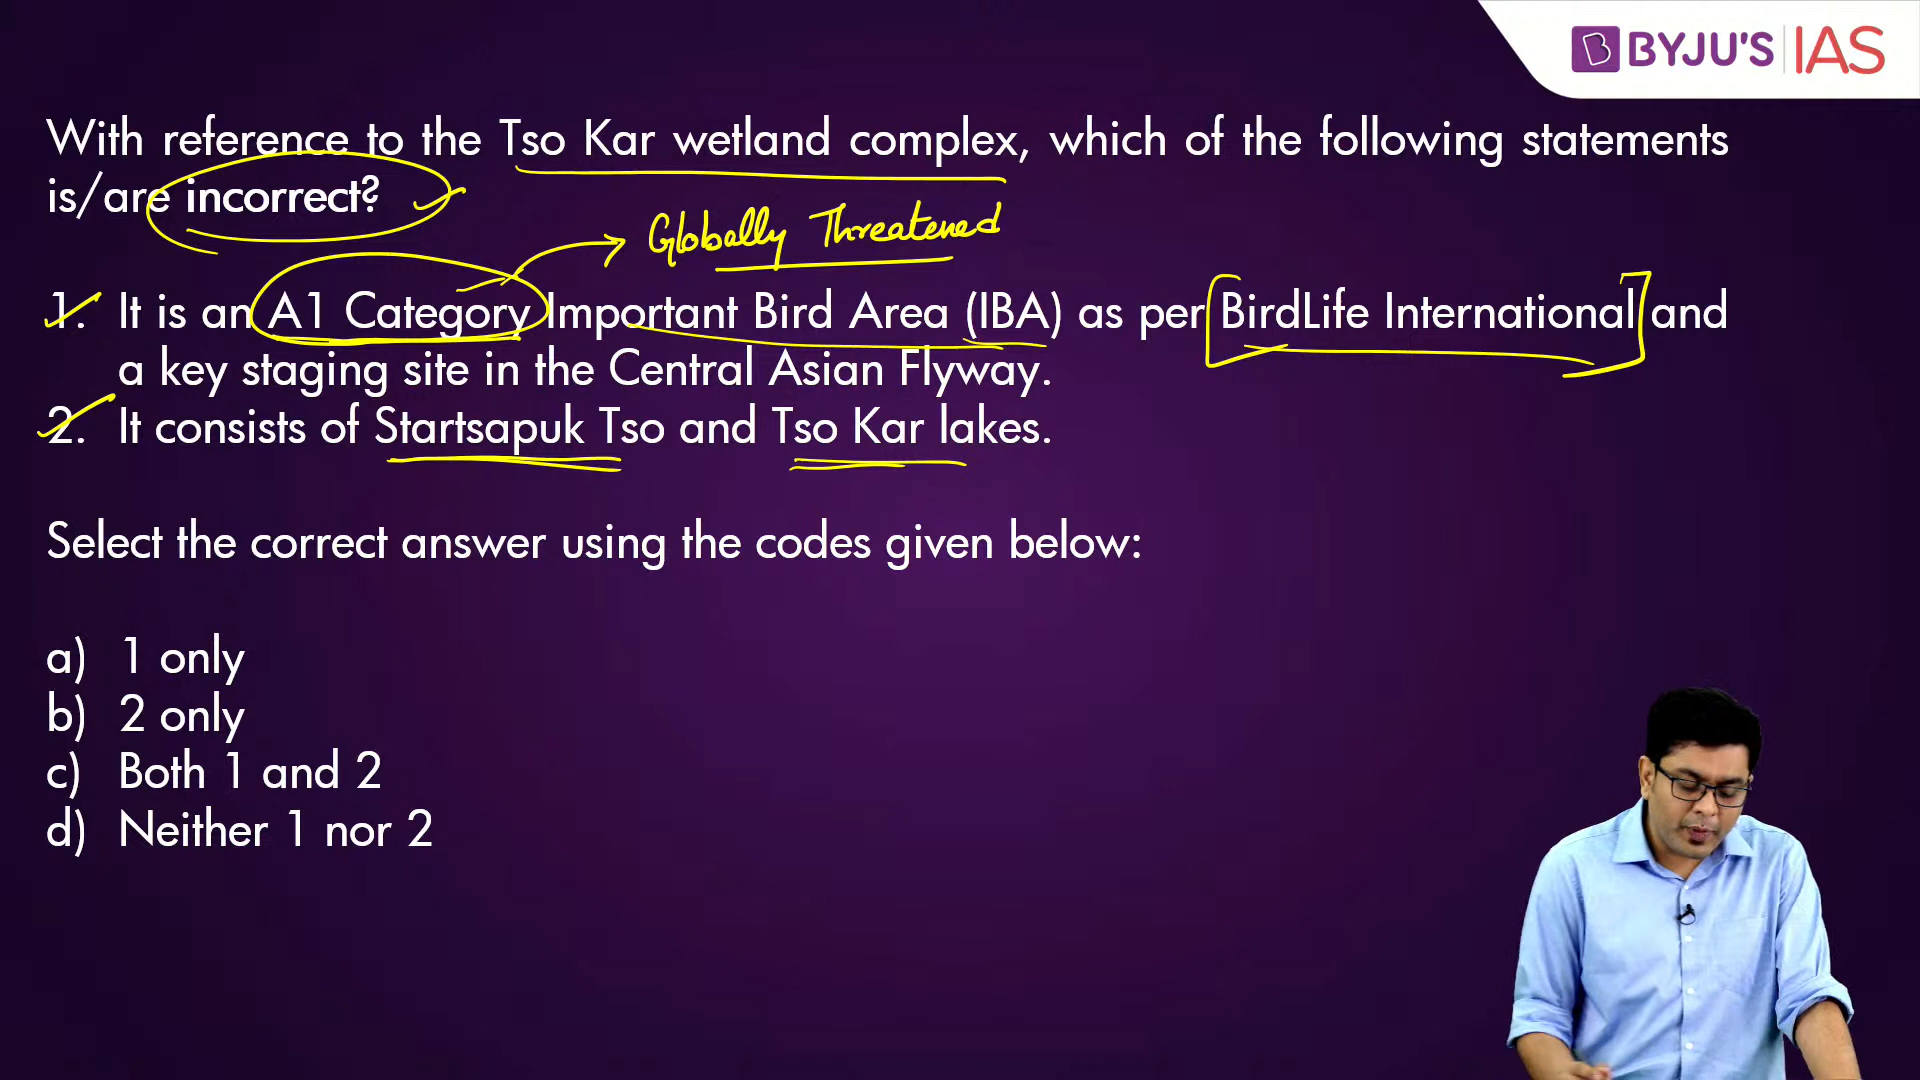 BYJU'S IAS
With reference to the Tso Kar wetland complex, which of the following statements
is/are incorrect?
Globally Threatened
1. It is an A1 Category Important Bird Area (IBA) as per BirdLife International and
a key staging site in the Central Asian Flyway.
2. It consists of Startsapuk Tso and Tso Kar lakes.
Select the correct answer using the codes given below:
a) 1 only
b) 2 only
c) Both 1 and 2
d) Neither 1 nor 2